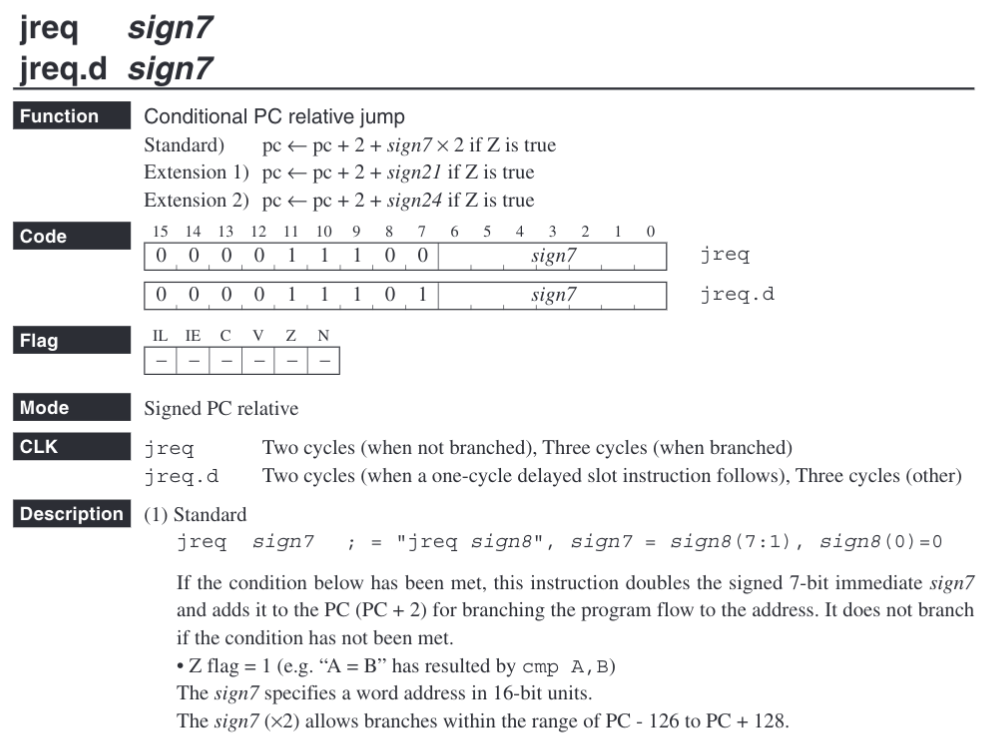 jreq sign7
jreq.d sign7
Function Conditional PC relative jump
Standard) pc ← pc + 2 + sign7 × 2 if Z is true
Extension 1) pc ← pc + 2 + sign21 if Z is true
Extension 2) pc ← pc + 2 + sign24 if Z is true
Code 15 14 13 12 11 10 9 8 7 6 5 4 3 2 1 0
0 0 0 0 1 1 1 0 0 sign7 jreq
0 0 0 0 1 1 1 0 1 sign7 jreq.d
Flag IL IE C V Z N
– – – – – –
Mode Signed PC relative
CLK jreq Two cycles (when not branched), Three cycles (when branched)
jreq.d Two cycles (when a one-cycle delayed slot instruction follows), Three cycles (other)
Description (1) Standard
jreq sign7 ; = "jreq sign8", sign7 = sign8(7:1), sign8(0)=0
If the condition below has been met, this instruction doubles the signed 7-bit immediate sign7
and adds it to the PC (PC + 2) for branching the program flow to the address. It does not branch
if the condition has not been met.
• Z flag = 1 (e.g. “A = B” has resulted by cmp A,B)
The sign7 specifies a word address in 16-bit units.
The sign7 (×2) allows branches within the range of PC - 126 to PC + 128.